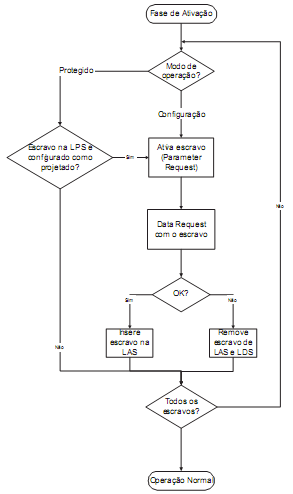 Fase de Ativação
Modo de
operação?
Protegido
Configuração
Escravo na LPS e
configurado como
projetado?
Sim
Ativa escravo
(Parameter
Request)
Não
Data Request
com o escravo
OK?
Sim
Não
Insere
escravo na
LAS
Remove
escravo de
LAS e LDS
Não
Todos os
escravos?
Operação Normal